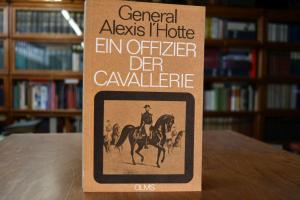 General
Alexis l'Hotte
EIN OFFIZIER
DER
CAVALLERIE
OLMS